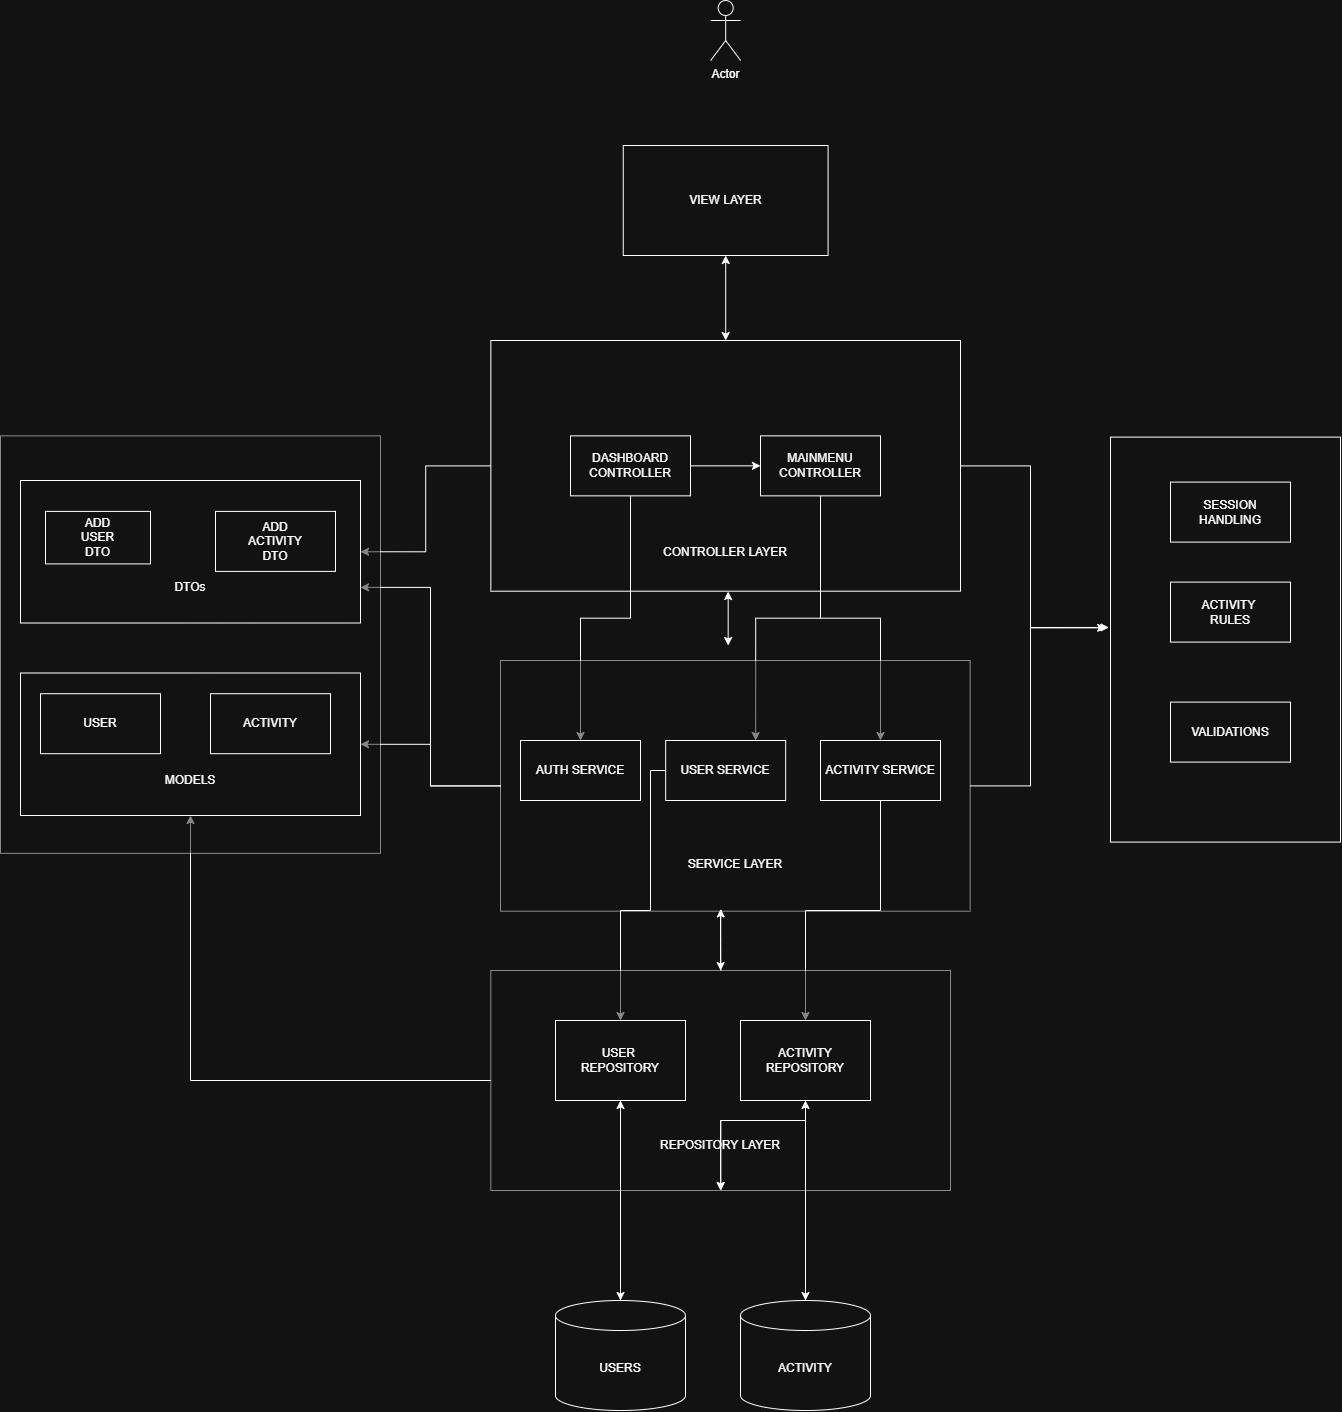 Actor
VIEW LAYER
DASHBOARD
CONTROLLER
MAINMENU
CONTROLLER
CONTROLLER LAYER
ADD
USER
DTO
ADD
ACTIVITY
DTO
DTOs
USER
ACTIVITY
MODELS
SESSION
HANDLING
ACTIVITY
RULES
VALIDATIONS
AUTH SERVICE
USER SERVICE
ACTIVITY SERVICE
SERVICE LAYER
USER
REPOSITORY
ACTIVITY
REPOSITORY
REPOSITORY LAYER
USERS
ACTIVITY